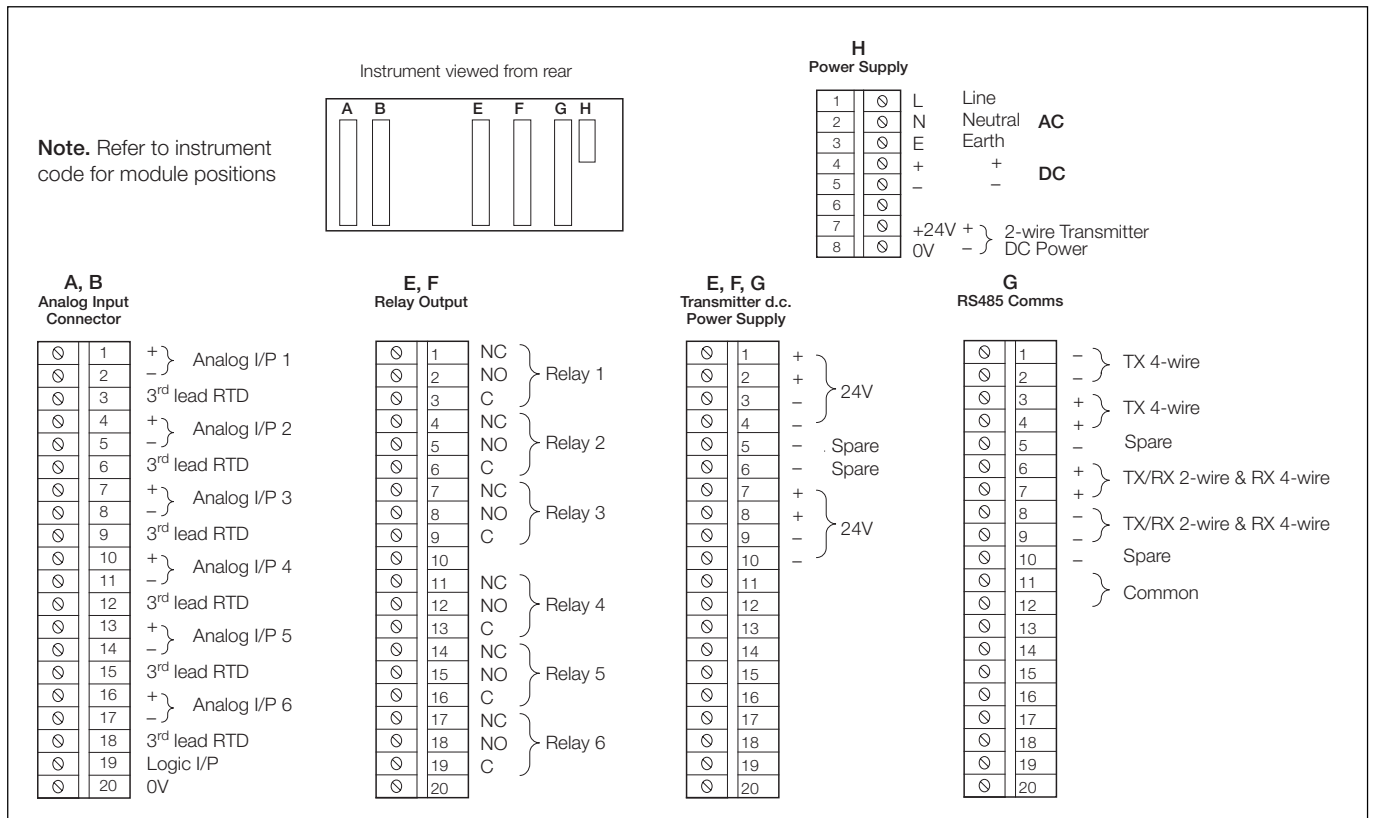 Instrument viewed from rear
A B E F G H
Note. Refer to instrument
code for module positions
H
Power Supply
1 L Line
2 N Neutral AC
3 E Earth
4 + +
DC
5 – –
6
7 +24V + 2-wire Transmitter
8 0V – DC Power
A, B
Analog Input
Connector
1 +
Analog I/P 1
2 –
3 3rd lead RTD
4 +
Analog I/P 2
5 –
6 3rd lead RTD
7 +
Analog I/P 3
8 –
9 3rd lead RTD
10 +
Analog I/P 4
11 –
12 3rd lead RTD
13 +
Analog I/P 5
14 –
15 3rd lead RTD
16 +
Analog I/P 6
17 –
18 3rd lead RTD
19 Logic I/P
20 0V
E, F
Relay Output
1 NC
2 NO Relay 1
3 C
4 NC
5 NO Relay 2
6 C
7 NC
8 NO Relay 3
9 C
10
11 NC
12 NO Relay 4
13 C
14 NC
15 NO Relay 5
16 C
17 NC
18 NO Relay 6
19 C
20
E, F, G
Transmitter d.c.
Power Supply
1 +
2 +
24V
3 –
4 –
5 – . Spare
6 – Spare
7 +
8 +
24V
9 –
10 –
11
12
13
14
15
16
17
18
19
20
G
RS485 Comms
1 –
TX 4-wire
2 –
3 +
TX 4-wire
4 +
5 – Spare
6 +
TX/RX 2-wire & RX 4-wire
7 +
8 –
TX/RX 2-wire & RX 4-wire
9 –
10 – Spare
11
Common
12
13
14
15
16
17
18
19
20